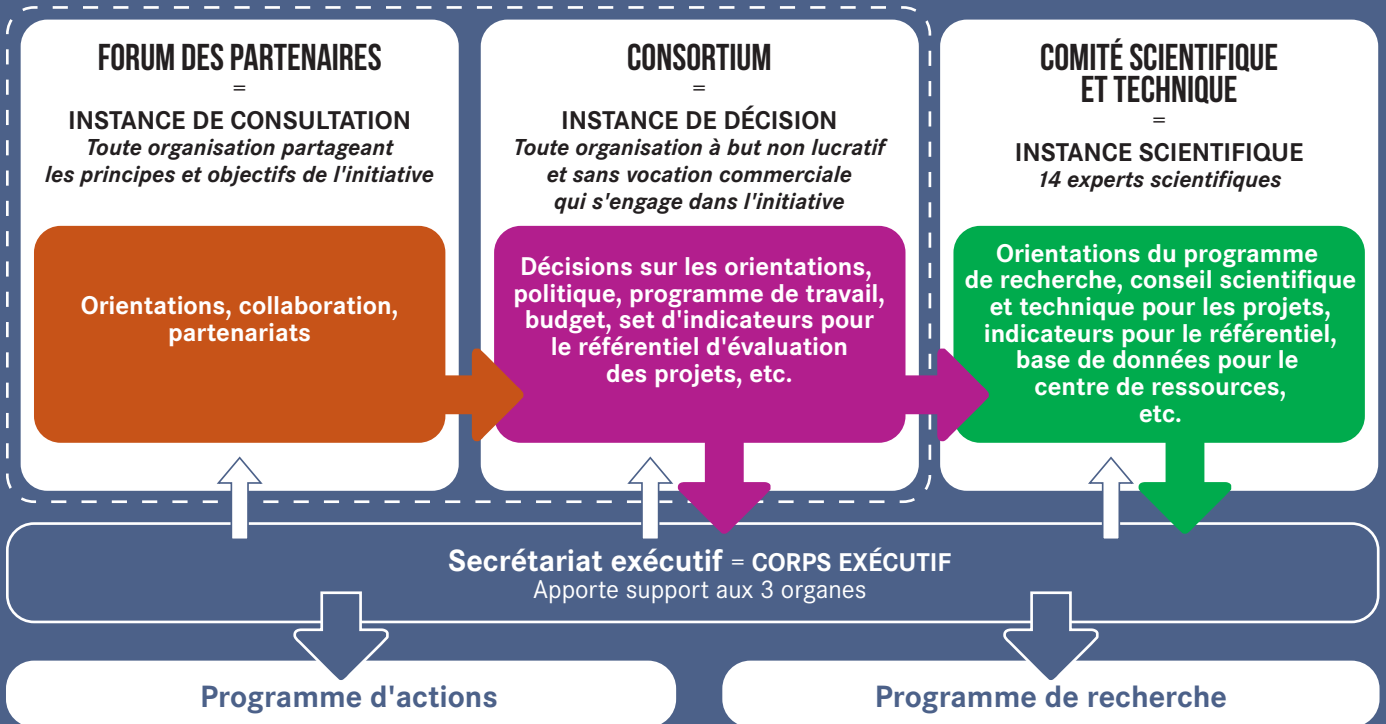 FORUM DES PARTENAIRES
=
INSTANCE DE CONSULTATION
Toute organisation partageant
les principes et objectifs de l'initiative
Orientations, collaboration,
partenariats
CONSORTIUM
=
INSTANCE DE DÉCISION
Toute organisation à but non lucratif
et sans vocation commerciale
qui s'engage dans l'initiative
Décisions sur les orientations,
politique, programme de travail,
budget, set d'indicateurs pour
le référentiel d'évaluation
des projets, etc.
COMITÉ SCIENTIFIQUE
ET TECHNIQUE
=
INSTANCE SCIENTIFIQUE
14 experts scientifiques
Orientations du programme
de recherche, conseil scientifique
et technique pour les projets,
indicateurs pour le référentiel,
base de données pour le
centre de ressources,
etc.
Secrétariat exécutif = CORPS EXÉCUTIF
Apporte support aux 3 organes
Programme d'actions
Programme de recherche